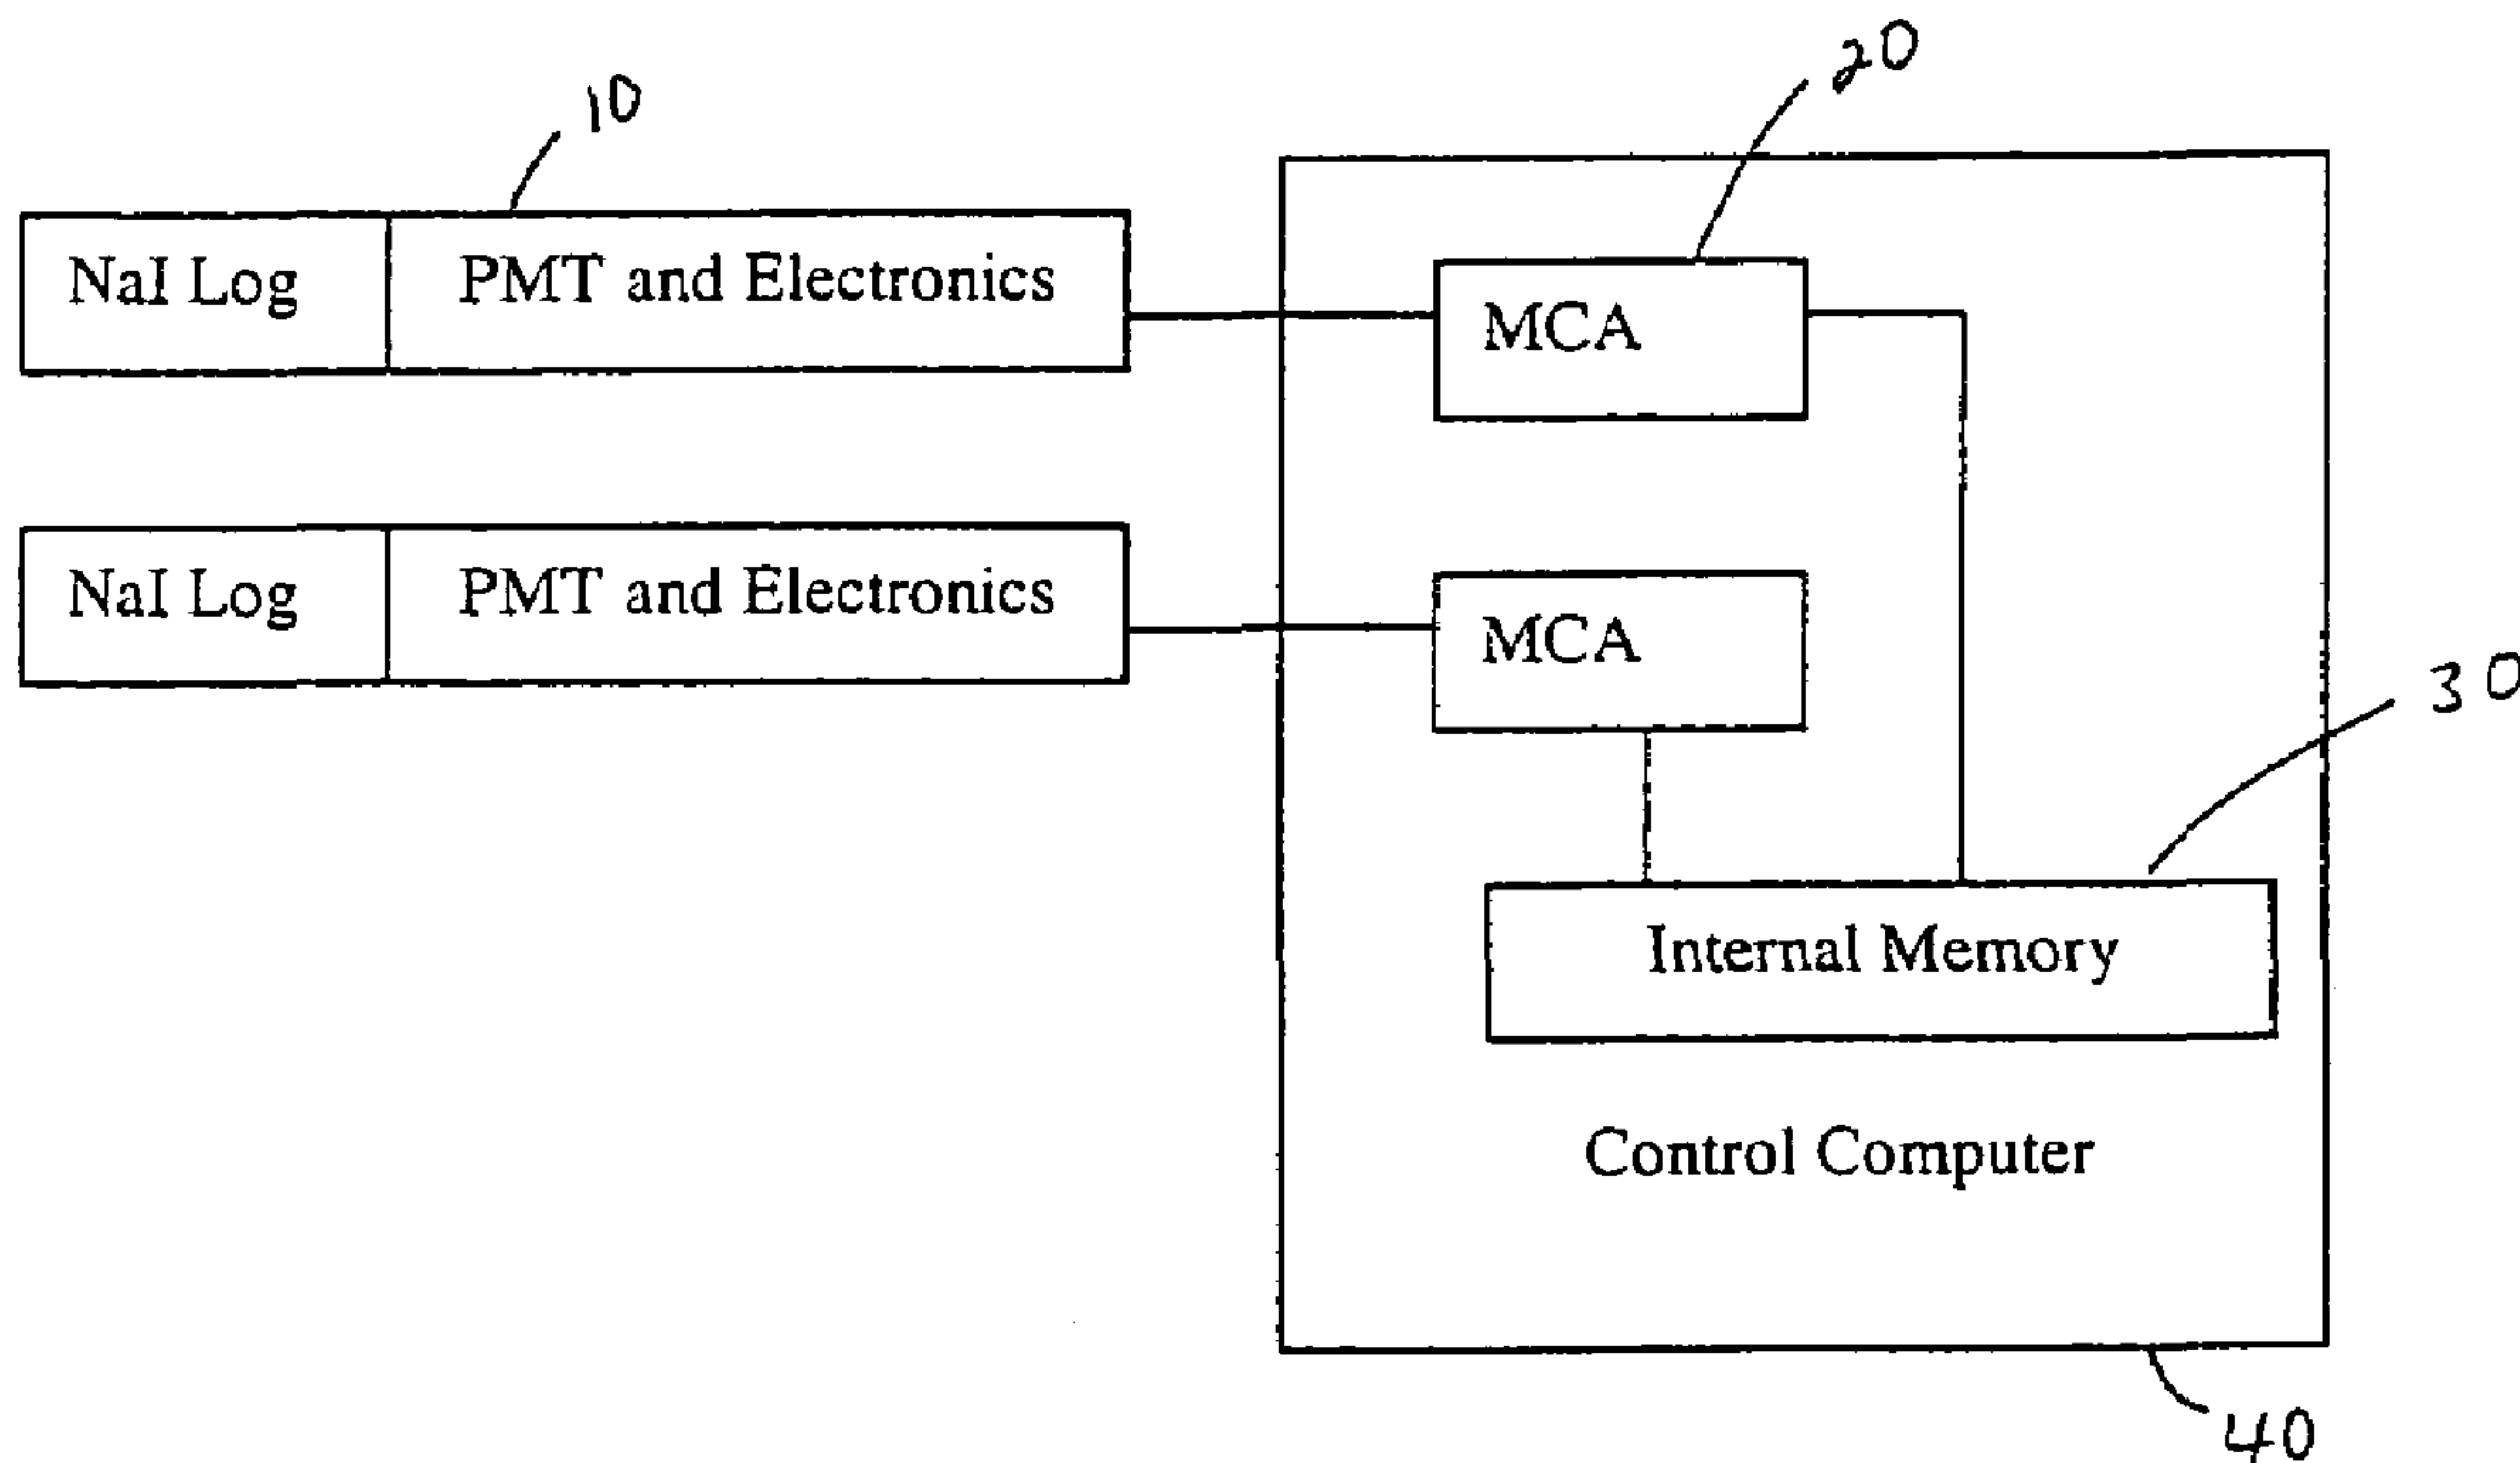 10
20
NaI Log
PMT and Electronics
MCA
NaI Log
PMT and Electronics
MCA
30
Internal Memory
Control Computer
40